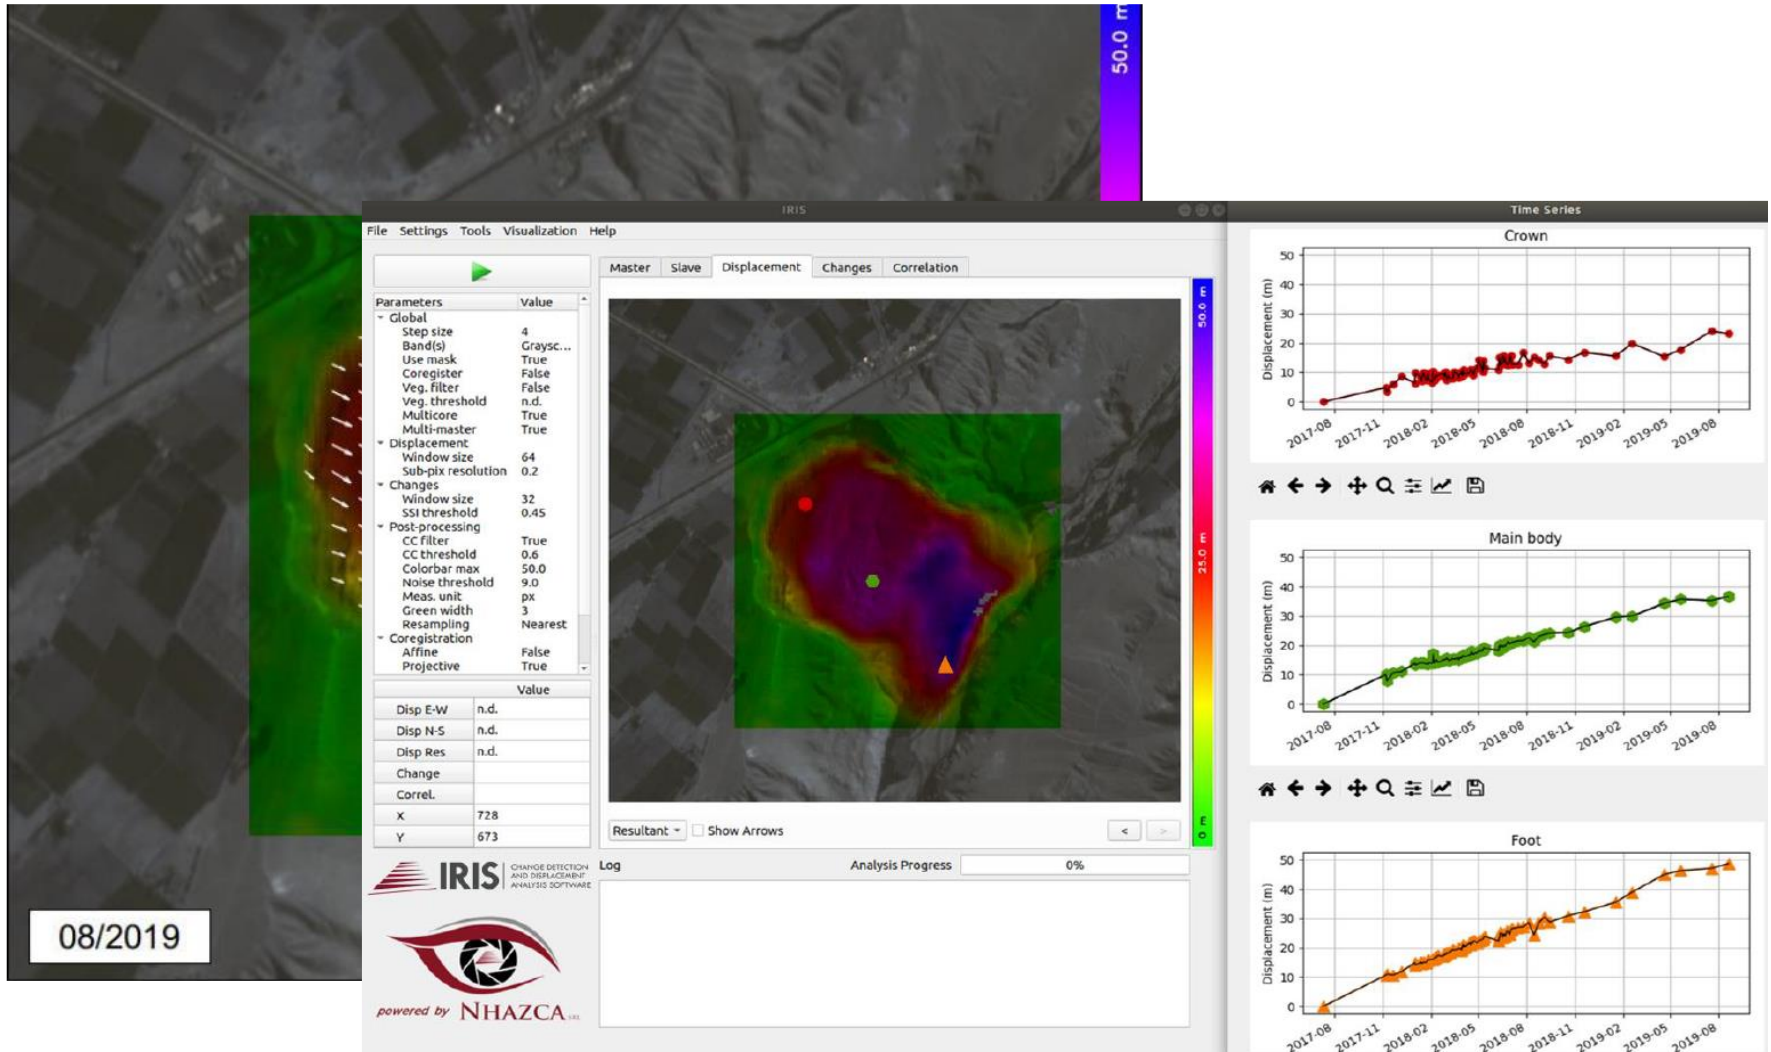 50.0 m
08/2019
IRIS
File Settings Tools Visualization Help
Parameters Value
Global
Step size 4
Band(s) Graysc...
Use mask True
Coregister False
Veg. filter False
Veg. threshold n.d.
Multicore True
Multi-master True
Displacement
Window size 64
Sub-pix resolution 0.2
Changes
Window size 32
SSI threshold 0.45
Post-processing
CC filter True
CC threshold 0.6
Colorbar max 50.0
Noise threshold 9.0
Meas. unit px
Green width 3
Resampling Nearest
Coregistration
Affine False
Projective True
Value
Disp E-W n.d.
Disp N-S n.d.
Disp Res n.d.
Change
Correl.
X 728
Y 673
IRIS
CHANGE DETECTION
AND DISPLACEMENT
ANALYSIS SOFTWARE
powered by NHAZCA SRL
Master Slave Displacement Changes Correlation
50.0 m
25.0 m
0 m
Resultant Show Arrows < >
Log Analysis Progress 0%
Time Series
Crown
Displacement (m)
50
40
30
20
10
0
2017-08 2017-11 2018-02 2018-05 2018-08 2018-11 2019-02 2019-05 2019-08
Main body
Displacement (m)
50
40
30
20
10
0
2017-08 2017-11 2018-02 2018-05 2018-08 2018-11 2019-02 2019-05 2019-08
Foot
Displacement (m)
50
40
30
20
10
0
2017-08 2017-11 2018-02 2018-05 2018-08 2018-11 2019-02 2019-05 2019-08